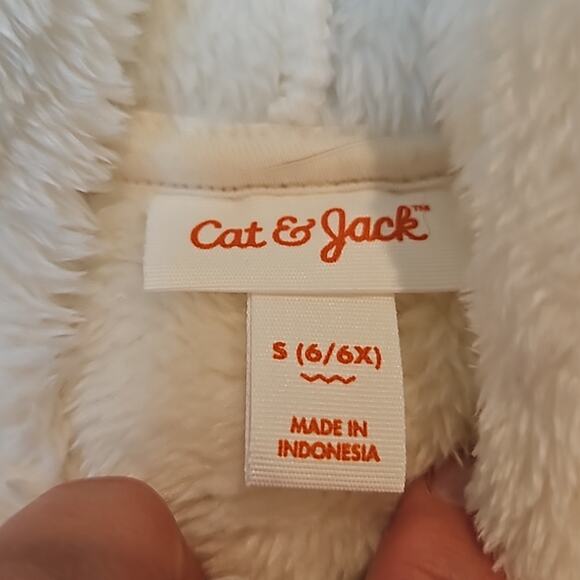 Cat & Jack™
S (6/6X)
MADE IN
INDONESIA